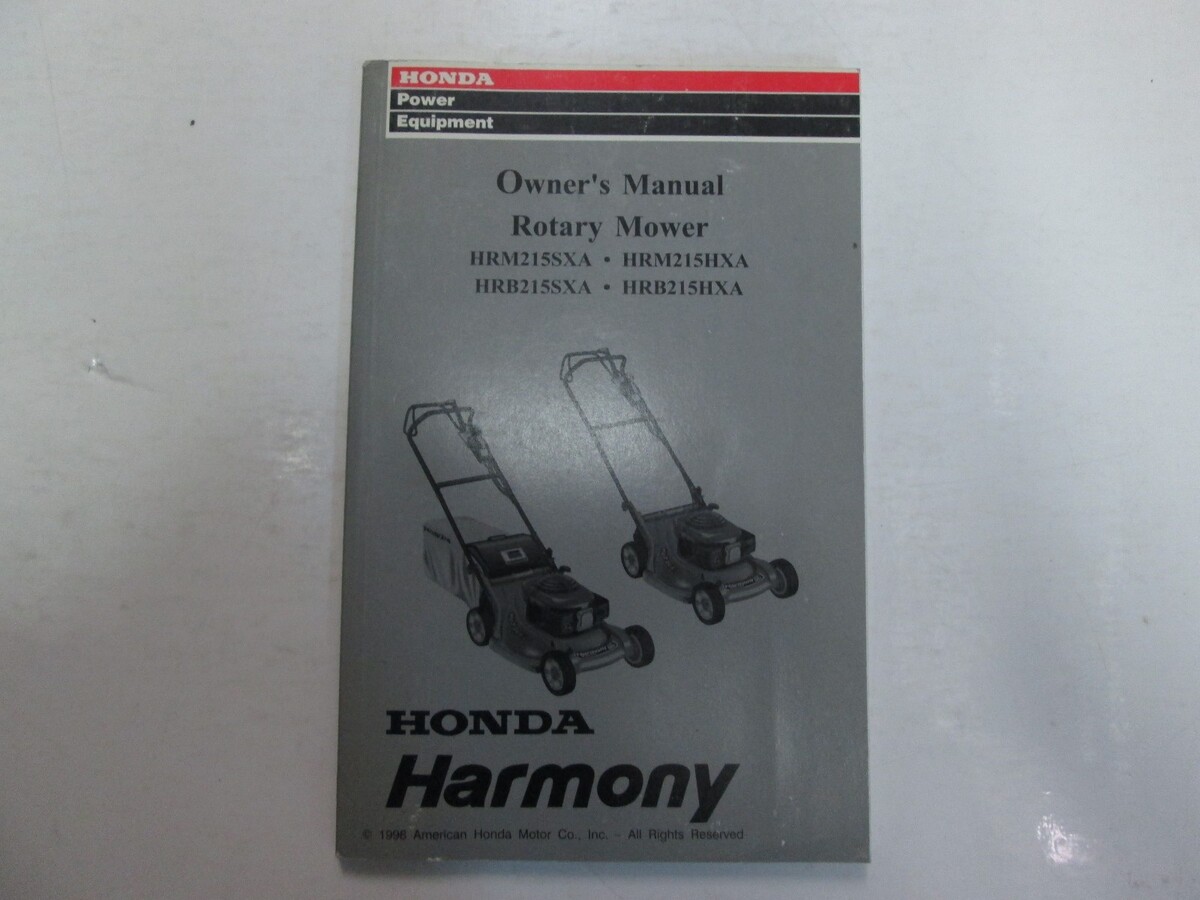 HONDA
Power
Equipment
Owner's Manual
Rotary Mower
HRM215SXA • HRM215HXA
HRB215SXA • HRB215HXA
HONDA
Harmony
© 1996 American Honda Motor Co., Inc. – All Rights Reserved